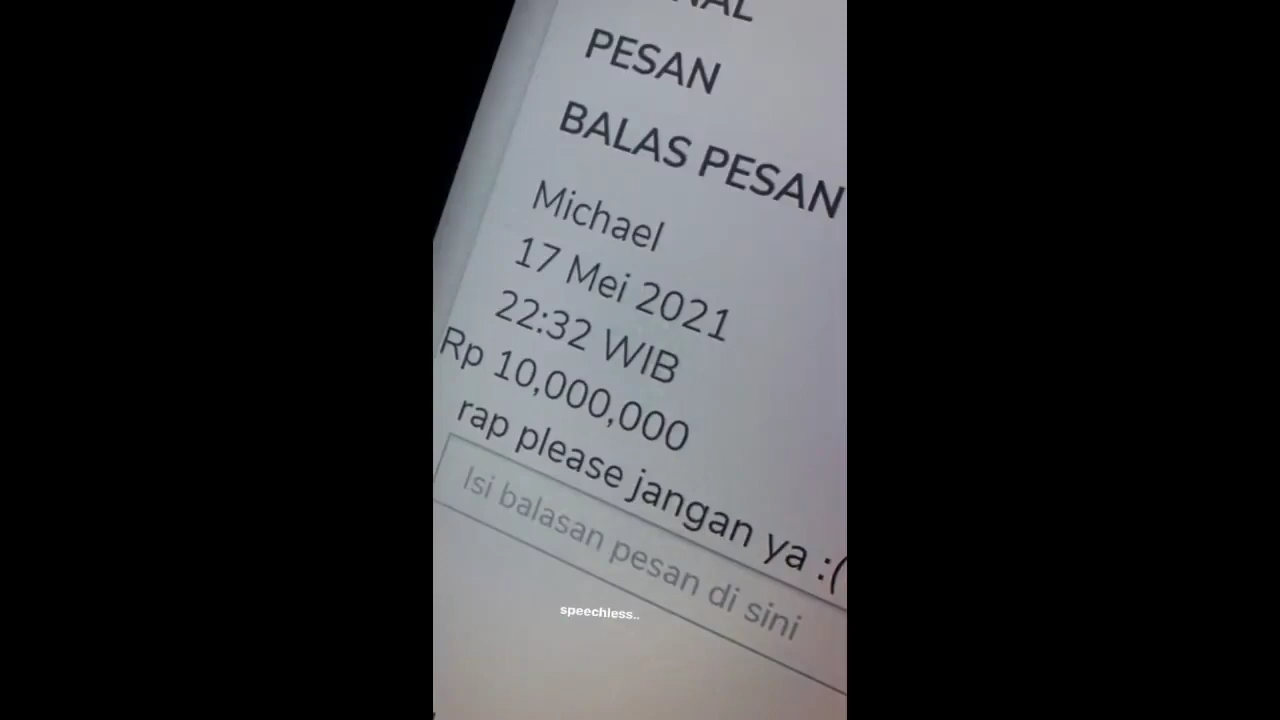 PESAN
BALAS PESAN
Michael
17 Mei 2021
22:32 WIB
Rp 10,000,000
rap please jangan ya :(
Isi balasan pesan di sini
speechless..